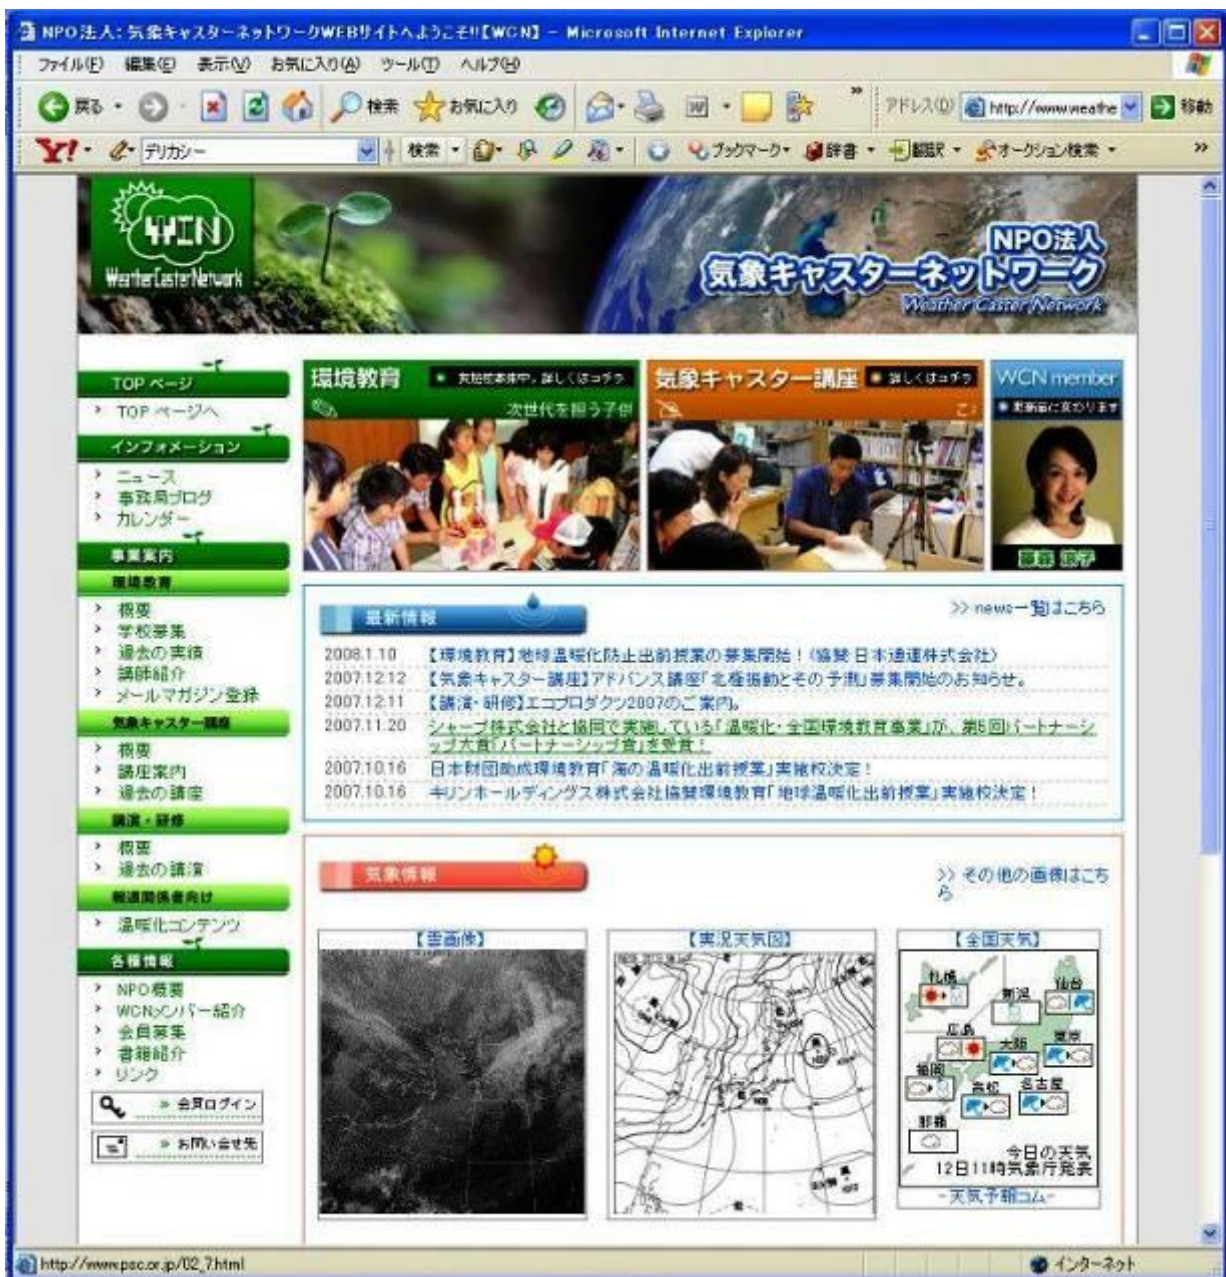 NPO法人: 気象キャスターネットワークWEBサイトへようこそ!!【WCN】 - Microsoft Internet Explorer
ファイル(F) 編集(E) 表示(V) お気に入り(A) ツール(T) ヘルプ(H)
戻る 検索 お気に入り アドレス(D) http://www.weathe 移動
Y! デリカシー 検索 ブックマーク 辞書 翻訳 オークション検索
WIN
WeatherCasterNetwork
NPO法人
気象キャスターネットワーク
Weather Caster Network
TOP ページ
TOP ページへ
インフォメーション
ニュース
事務局ブログ
カレンダー
事業案内
環境教育
概要
学校募集
過去の実績
講師紹介
メールマガジン登録
気象キャスター講座
概要
講座案内
過去の講座
講演・研修
概要
過去の講演
報道関係者向け
温暖化コンテンツ
各種情報
NPO概要
WCNメンバー紹介
会員募集
書籍紹介
リンク
会員ログイン
お問い合せ先
環境教育 実施校募集中。詳しくはコチラ
次世代を担う子供
気象キャスター講座 詳しくはコチラ
WCN member
更新毎に変わります
藤森 涼子
最新情報
>> news一覧はこちら
2008.1.10 【環境教育】地球温暖化防止出前授業の募集開始！（協賛:日本通運株式会社）
2007.12.12 【気象キャスター講座】アドバンス講座「北極振動とその予測」募集開始のお知らせ。
2007.12.11 【講演・研修】エコプロダクツ2007のご案内。
2007.11.20 シャープ株式会社と協同で実施している「温暖化・全国環境教育事業」が、第5回パートナーシ
ップ大賞「パートナーシップ賞」を受賞！
2007.10.16 日本財団助成環境教育「海の温暖化出前授業」実施校決定！
2007.10.16 キリンホールディングス株式会社協賛環境教育「地球温暖化出前授業」実施校決定！
気象情報
>> その他の画像はこち
ら
【雲画像】
【実況天気図】
【全国天気】
札幌
新潟
仙台
広島
大阪
東京
福岡
高松
名古屋
那覇
今日の天気
12日11時気象庁発表
-天気予報コム-
http://www.psc.or.jp/02_7.html
インターネット